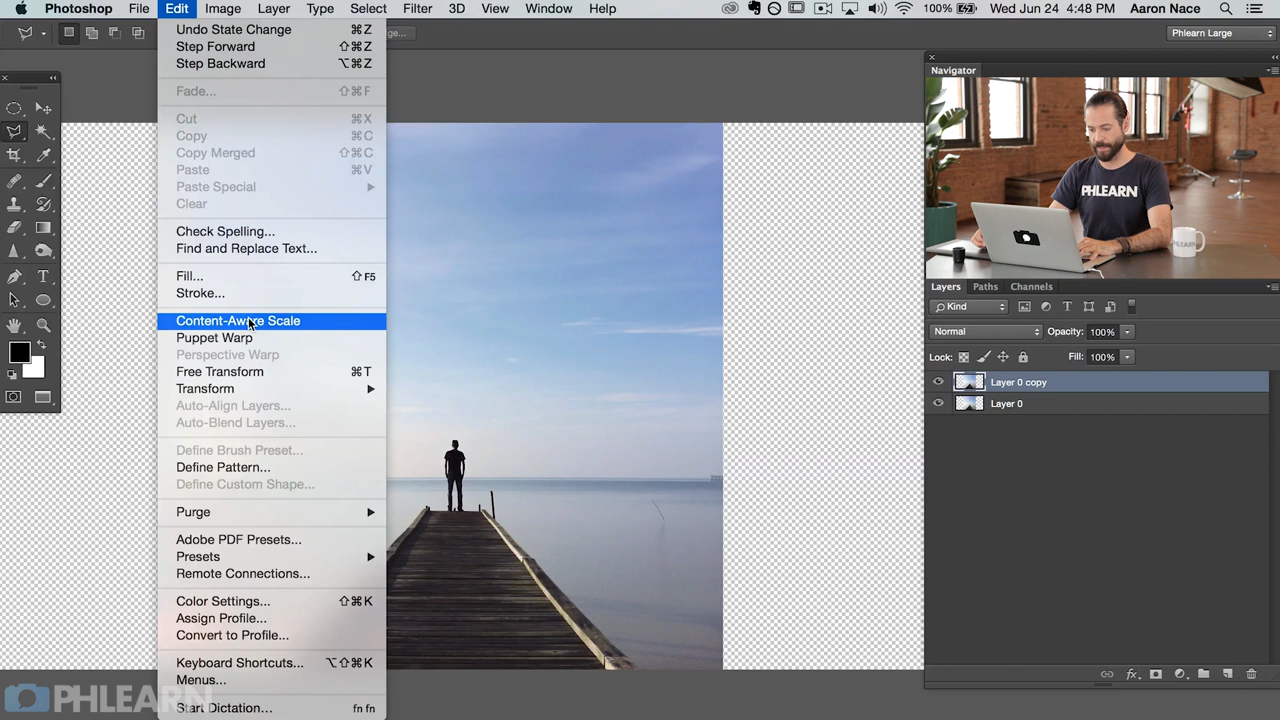 Photoshop File Edit Image Layer Type Select Filter 3D View Window Help 100% Wed Jun 24 4:48 PM Aaron Nace
Undo State Change ⌘Z
Step Forward ⇧⌘Z
Step Backward ⌥⌘Z
Fade... ⇧⌘F
Cut ⌘X
Copy ⌘C
Copy Merged ⇧⌘C
Paste ⌘V
Paste Special
Clear
Check Spelling...
Find and Replace Text...
Fill... ⇧F5
Stroke...
Content-Aware Scale
Puppet Warp
Perspective Warp
Free Transform ⌘T
Transform
Auto-Align Layers...
Auto-Blend Layers...
Define Brush Preset...
Define Pattern...
Define Custom Shape...
Purge
Adobe PDF Presets...
Presets
Remote Connections...
Color Settings... ⇧⌘K
Assign Profile...
Convert to Profile...
Keyboard Shortcuts... ⌥⇧⌘K
Menus...
Start Dictation... fn fn
Phlearn Large
Navigator
PHLEARN
PHLEARN
Layers Paths Channels
Kind
Normal Opacity: 100%
Lock: Fill: 100%
Layer 0 copy
Layer 0
PHLEARN